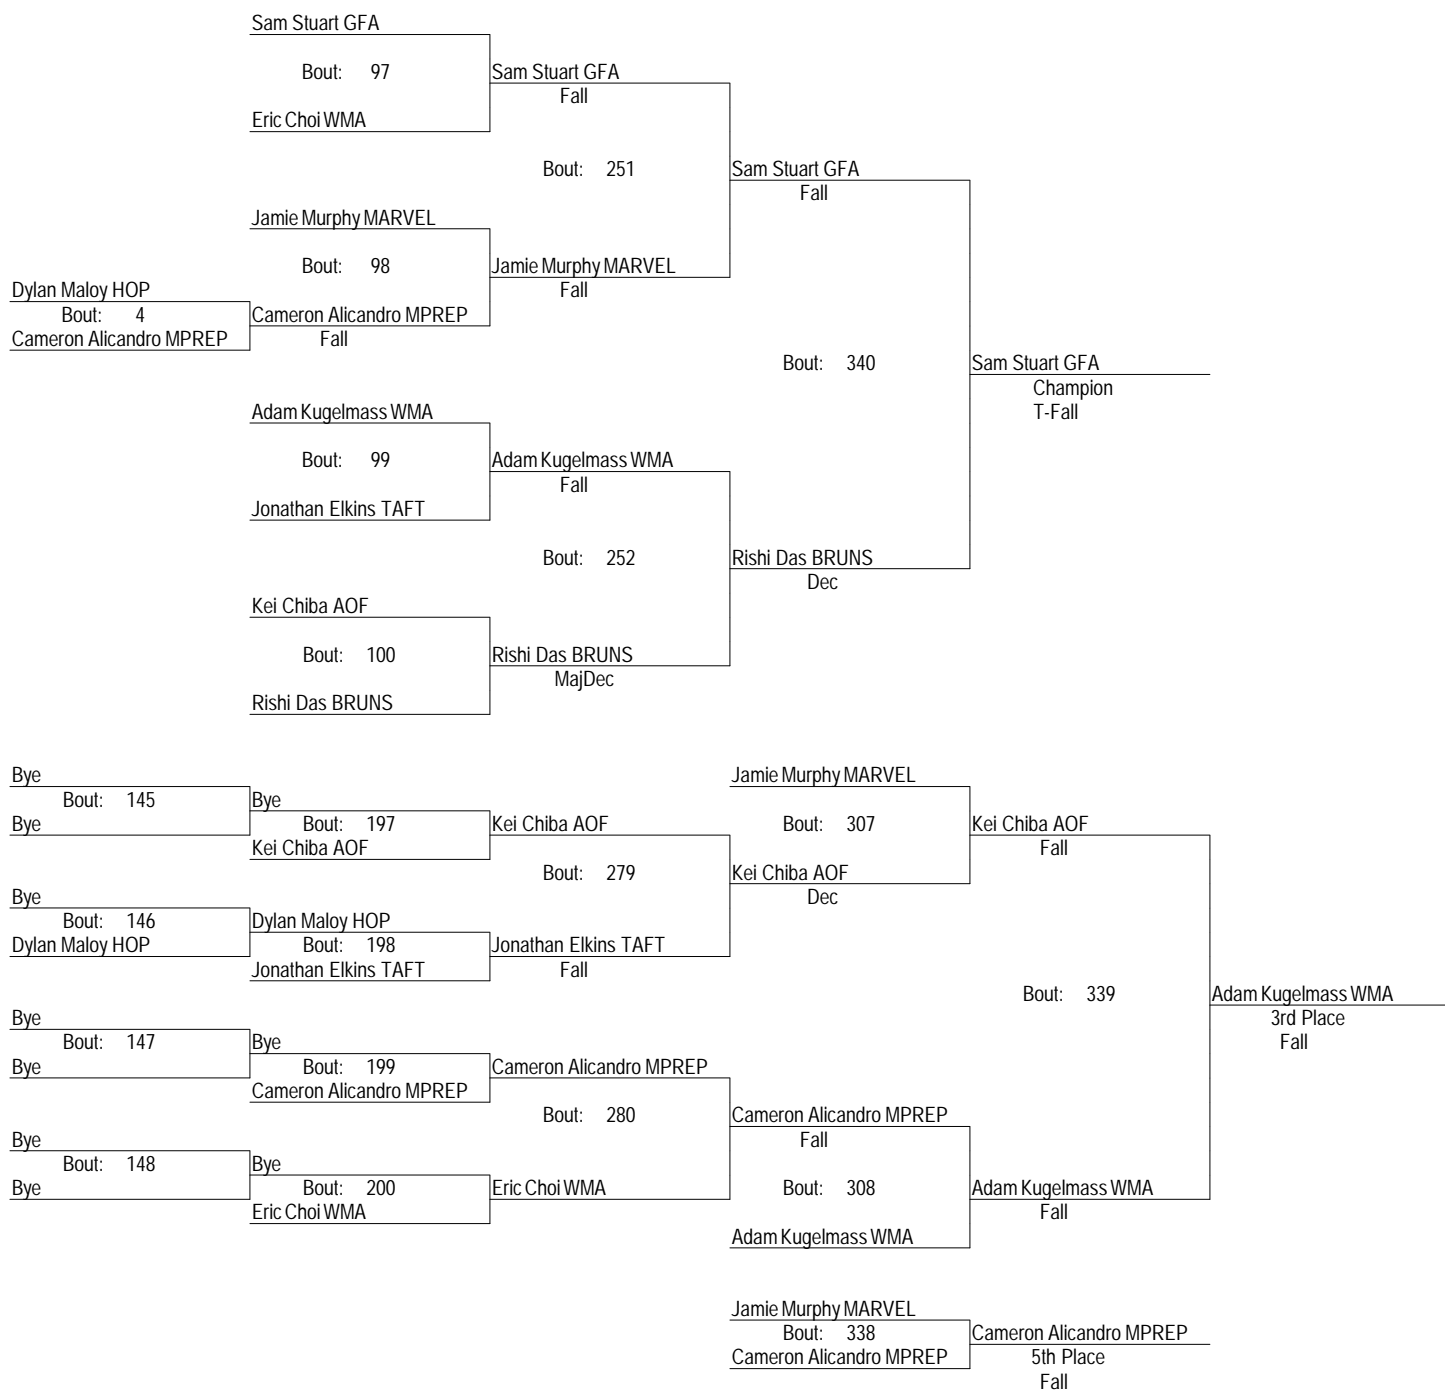 Sam Stuart GFA
Bout: 97 Sam Stuart GFA
Fall
Eric Choi WMA
Bout: 251 Sam Stuart GFA
Fall
Jamie Murphy MARVEL
Bout: 98 Jamie Murphy MARVEL
Dylan Maloy HOP Fall
Bout: 4 Cameron Alicandro MPREP
Cameron Alicandro MPREP Fall
Bout: 340 Sam Stuart GFA
Champion
T-Fall
Adam Kugelmass WMA
Bout: 99 Adam Kugelmass WMA
Fall
Jonathan Elkins TAFT
Bout: 252 Rishi Das BRUNS
Dec
Kei Chiba AOF
Bout: 100 Rishi Das BRUNS
MajDec
Rishi Das BRUNS
Bye Jamie Murphy MARVEL
Bout: 145 Bye
Bye Bout: 197 Kei Chiba AOF Bout: 307 Kei Chiba AOF
Kei Chiba AOF Fall
Bout: 279 Kei Chiba AOF
Bye Dec
Bout: 146 Dylan Maloy HOP
Dylan Maloy HOP Bout: 198 Jonathan Elkins TAFT
Jonathan Elkins TAFT Fall
Bout: 339 Adam Kugelmass WMA
Bye 3rd Place
Bout: 147 Bye Fall
Bye Bout: 199 Cameron Alicandro MPREP
Cameron Alicandro MPREP
Bout: 280 Cameron Alicandro MPREP
Bye Fall
Bout: 148 Bye
Bye Bout: 200 Eric Choi WMA Bout: 308 Adam Kugelmass WMA
Eric Choi WMA Fall
Adam Kugelmass WMA
Jamie Murphy MARVEL
Bout: 338 Cameron Alicandro MPREP
Cameron Alicandro MPREP 5th Place
Fall